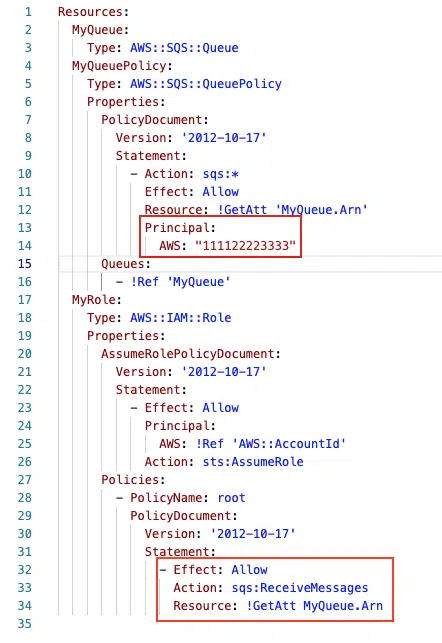 1 Resources:
2 MyQueue:
3 Type: AWS::SQS::Queue
4 MyQueuePolicy:
5 Type: AWS::SQS::QueuePolicy
6 Properties:
7 PolicyDocument:
8 Version: '2012-10-17'
9 Statement:
10 - Action: sqs:*
11 Effect: Allow
12 Resource: !GetAtt 'MyQueue.Arn'
13 Principal:
14 AWS: "111122223333"
15 Queues:
16 - !Ref 'MyQueue'
17 MyRole:
18 Type: AWS::IAM::Role
19 Properties:
20 AssumeRolePolicyDocument:
21 Version: '2012-10-17'
22 Statement:
23 - Effect: Allow
24 Principal:
25 AWS: !Ref 'AWS::AccountId'
26 Action: sts:AssumeRole
27 Policies:
28 - PolicyName: root
29 PolicyDocument:
30 Version: '2012-10-17'
31 Statement:
32 - Effect: Allow
33 Action: sqs:ReceiveMessages
34 Resource: !GetAtt MyQueue.Arn
35